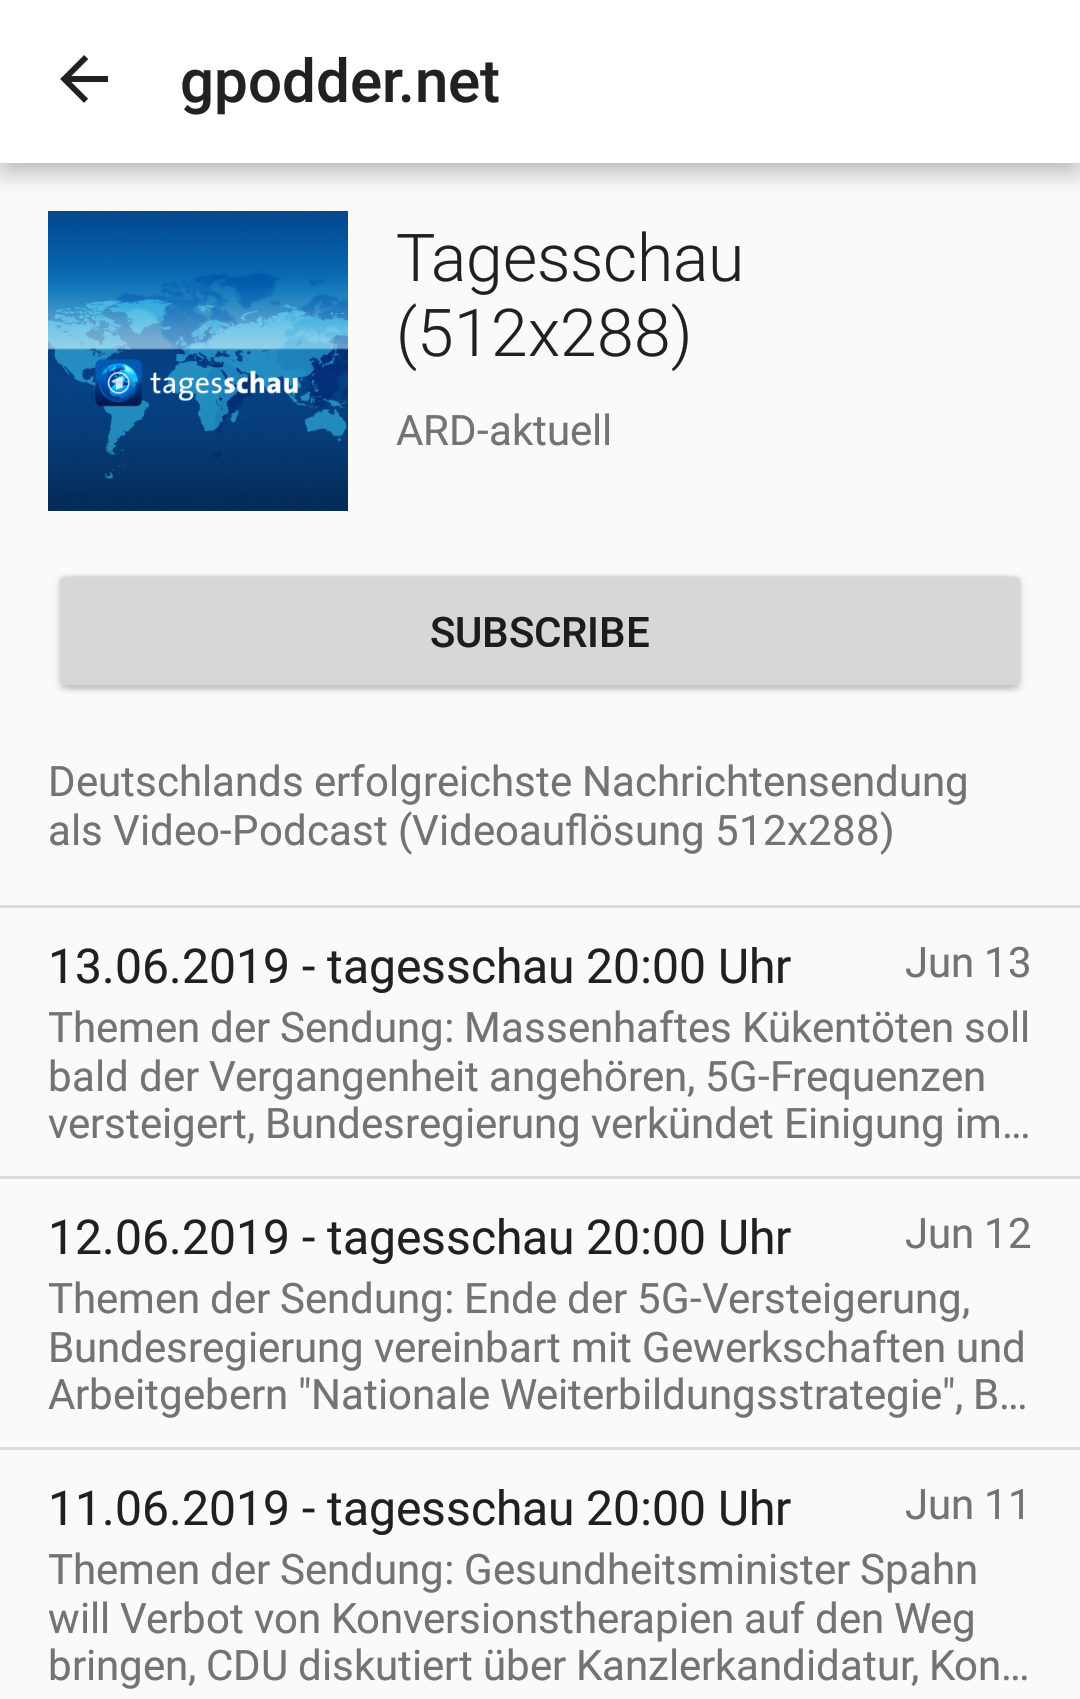 gpodder.net
tagesschau
Tagesschau
(512x288)
ARD-aktuell
SUBSCRIBE
Deutschlands erfolgreichste Nachrichtensendung
als Video-Podcast (Videoauflösung 512x288)
13.06.2019 - tagesschau 20:00 Uhr Jun 13
Themen der Sendung: Massenhaftes Kükentöten soll
bald der Vergangenheit angehören, 5G-Frequenzen
versteigert, Bundesregierung verkündet Einigung im...
12.06.2019 - tagesschau 20:00 Uhr Jun 12
Themen der Sendung: Ende der 5G-Versteigerung,
Bundesregierung vereinbart mit Gewerkschaften und
Arbeitgebern "Nationale Weiterbildungsstrategie", B...
11.06.2019 - tagesschau 20:00 Uhr Jun 11
Themen der Sendung: Gesundheitsminister Spahn
will Verbot von Konversionstherapien auf den Weg
bringen, CDU diskutiert über Kanzlerkandidatur, Kon...